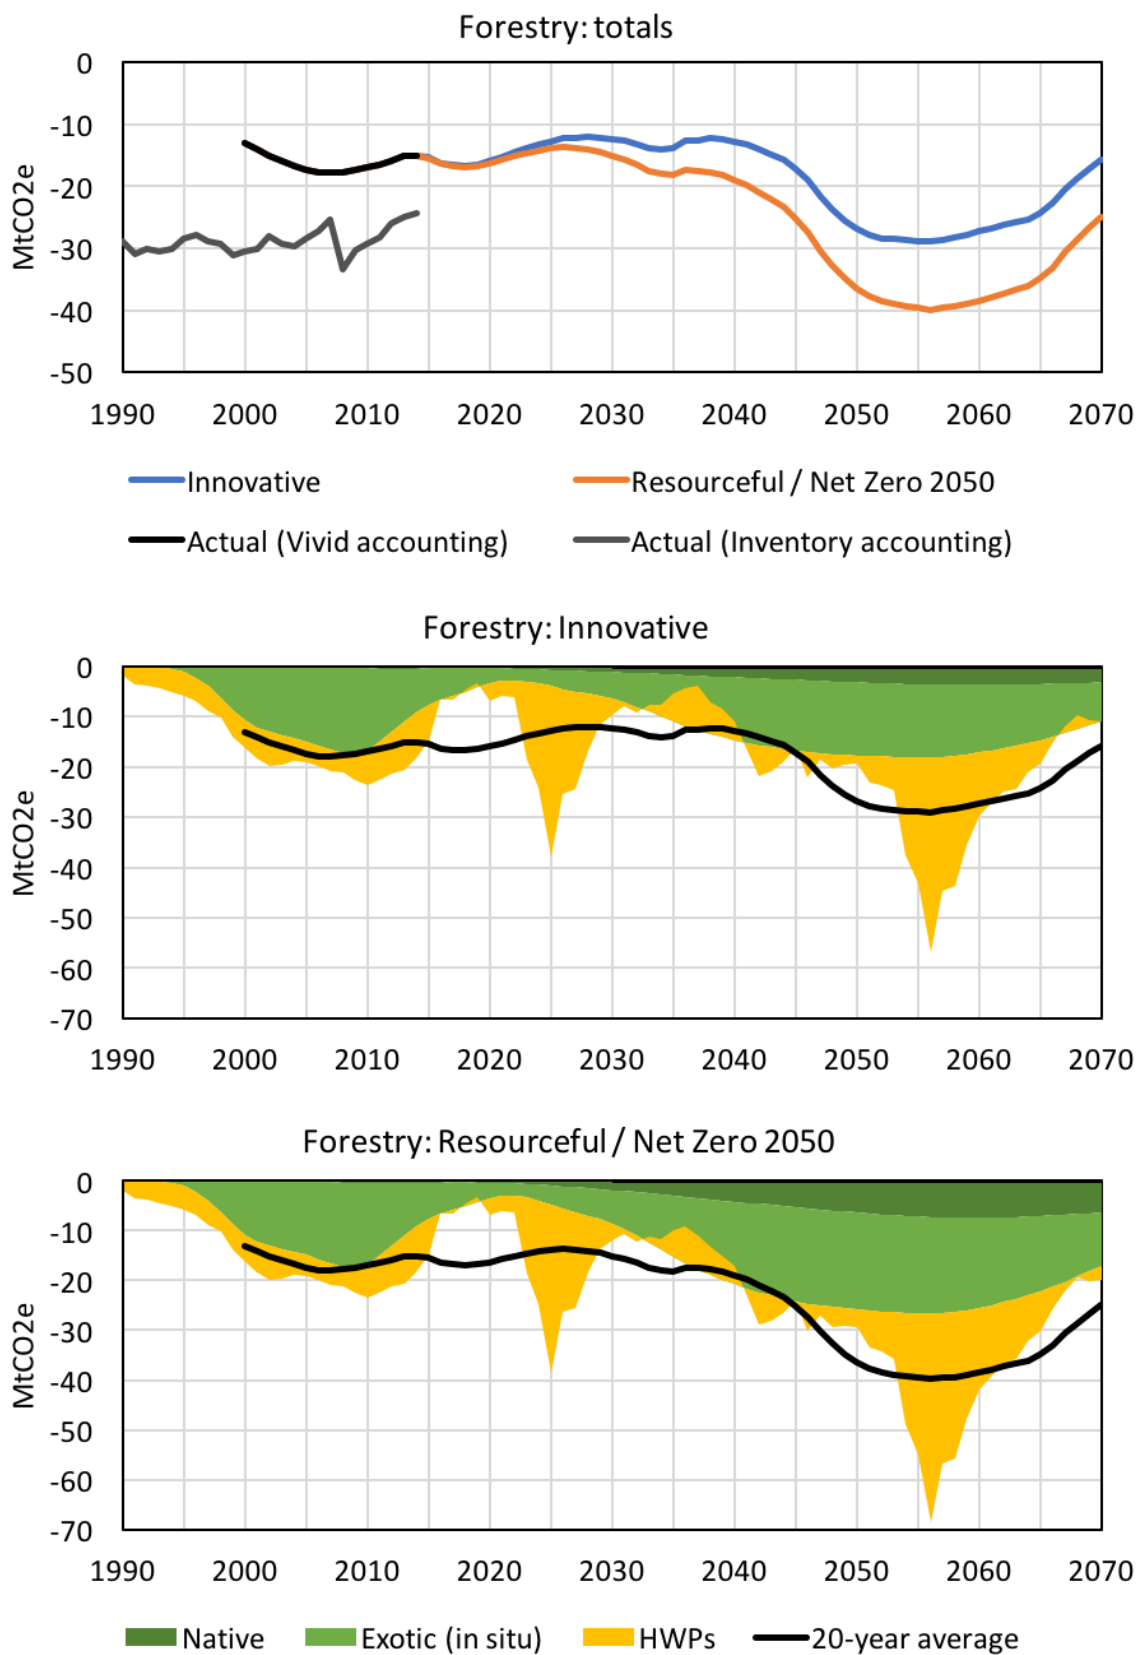 Forestry: totals
0
-10
-20
-30
-40
-50
MtCO2e
1990 2000 2010 2020 2030 2040 2050 2060 2070
Innovative
Resourceful / Net Zero 2050
Actual (Vivid accounting)
Actual (Inventory accounting)
Forestry: Innovative
0
-10
-20
-30
-40
-50
-60
-70
MtCO2e
1990 2000 2010 2020 2030 2040 2050 2060 2070
Forestry: Resourceful / Net Zero 2050
0
-10
-20
-30
-40
-50
-60
-70
MtCO2e
1990 2000 2010 2020 2030 2040 2050 2060 2070
Native Exotic (in situ) HWPs 20-year average